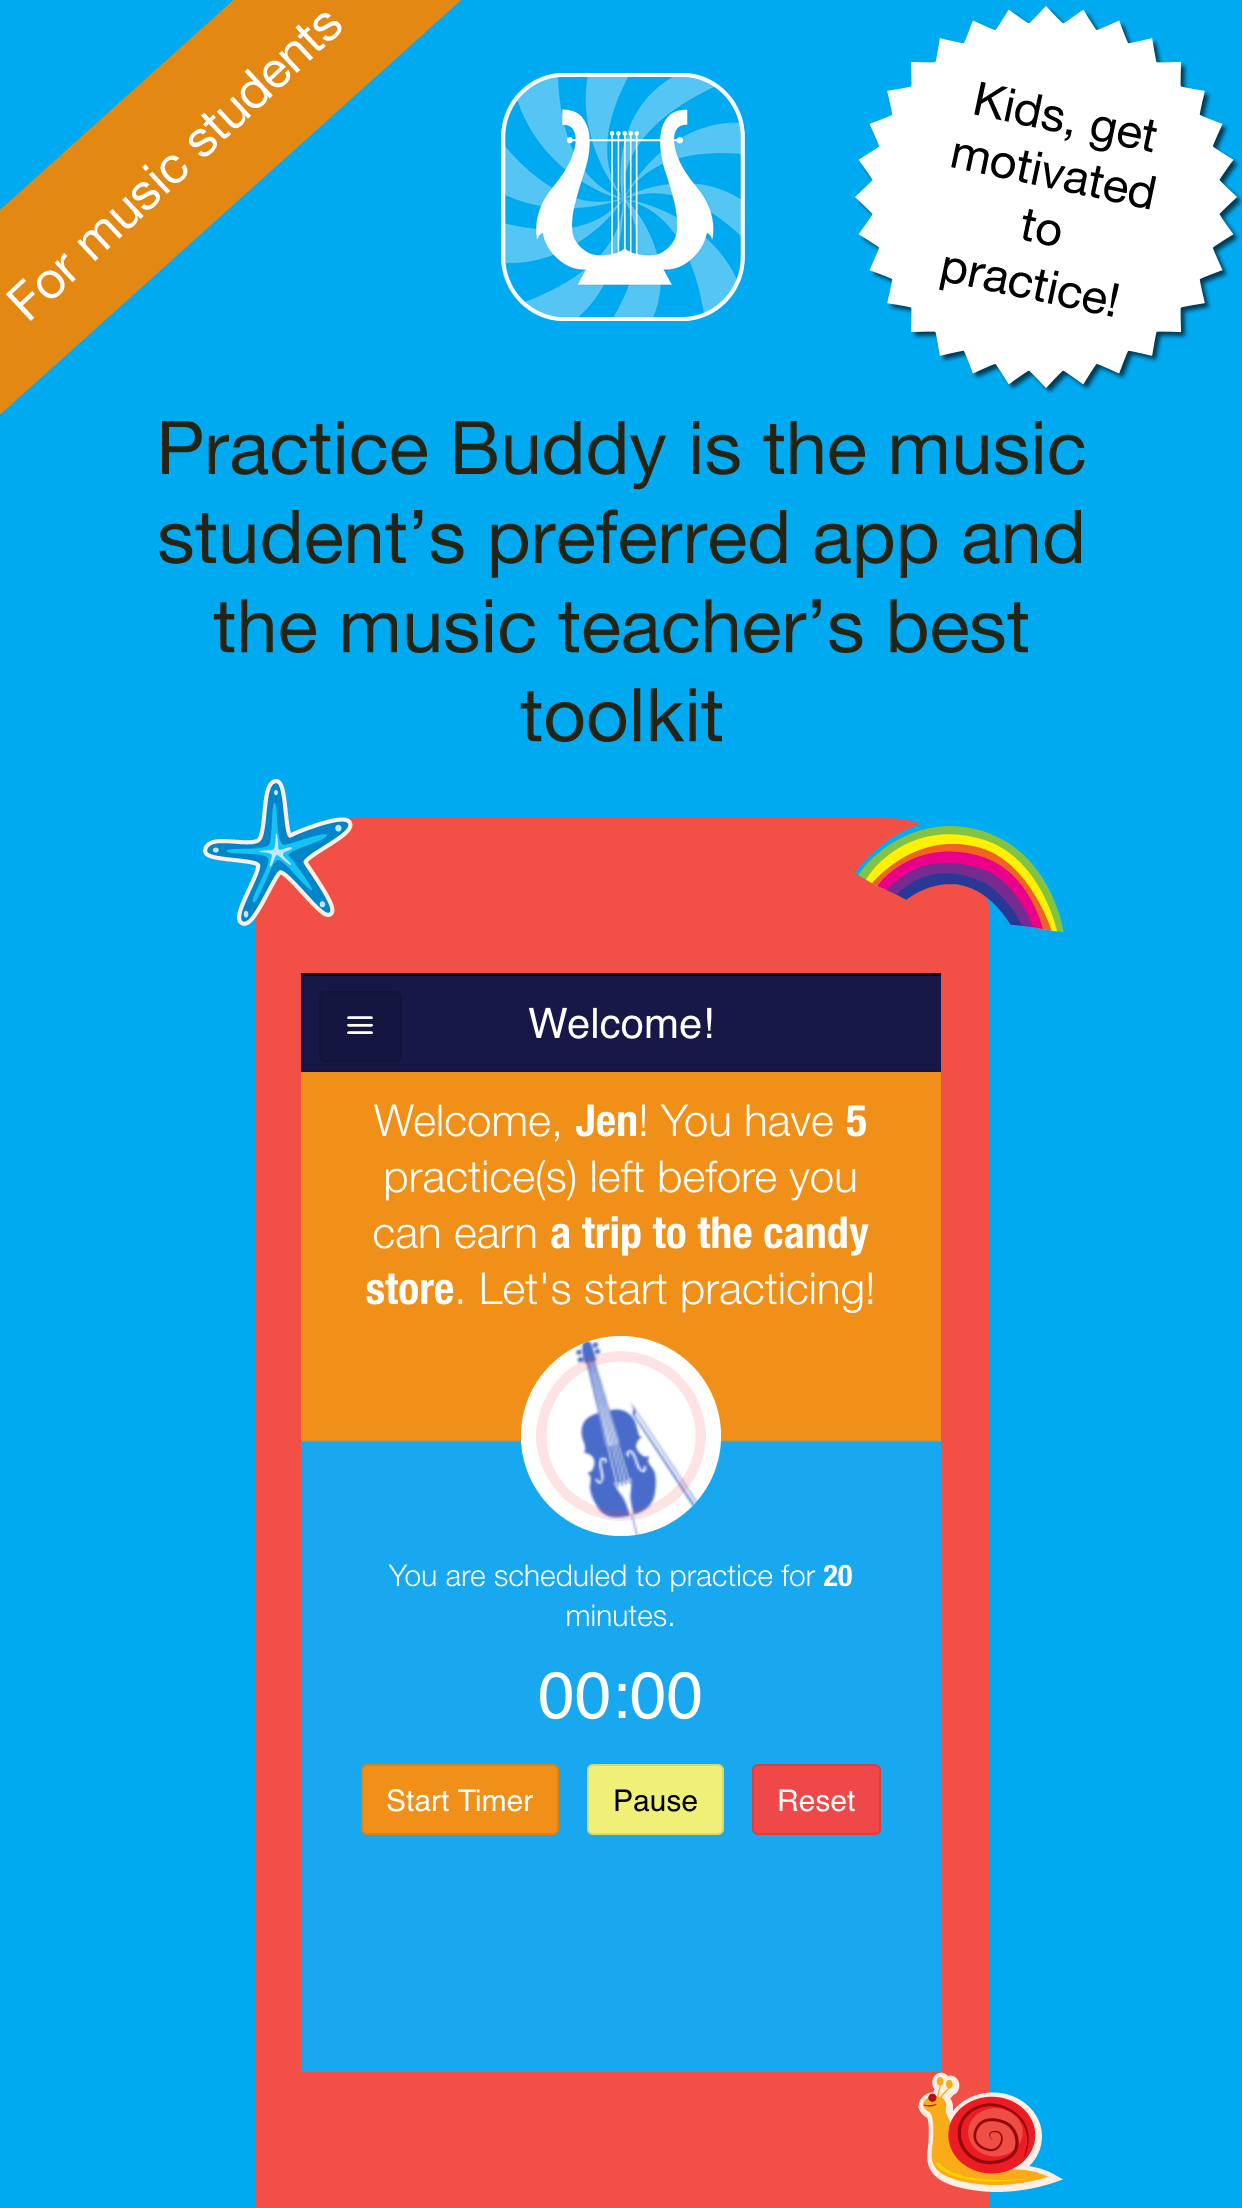 For music students
Kids, get
motivated
to
practice!
Practice Buddy is the music
student’s preferred app and
the music teacher’s best
toolkit
Welcome!
Welcome, Jen! You have 5
practice(s) left before you
can earn a trip to the candy
store. Let's start practicing!
You are scheduled to practice for 20
minutes.
00:00
Start Timer
Pause
Reset